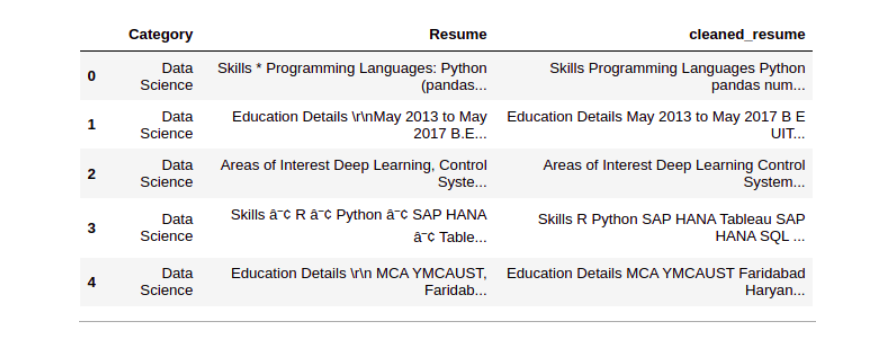 Category Resume cleaned_resume
0 Data Science Skills * Programming Languages: Python (pandas... Skills Programming Languages Python pandas num...
1 Data Science Education Details \r\nMay 2013 to May 2017 B.E... Education Details May 2013 to May 2017 B E UIT...
2 Data Science Areas of Interest Deep Learning, Control Syste... Areas of Interest Deep Learning Control System...
3 Data Science Skills â¯¢ R â¯¢ Python â¯¢ SAP HANA â¯¢ Table... Skills R Python SAP HANA Tableau SAP HANA SQL ...
4 Data Science Education Details \r\n MCA YMCAUST, Faridab... Education Details MCA YMCAUST Faridabad Haryan...